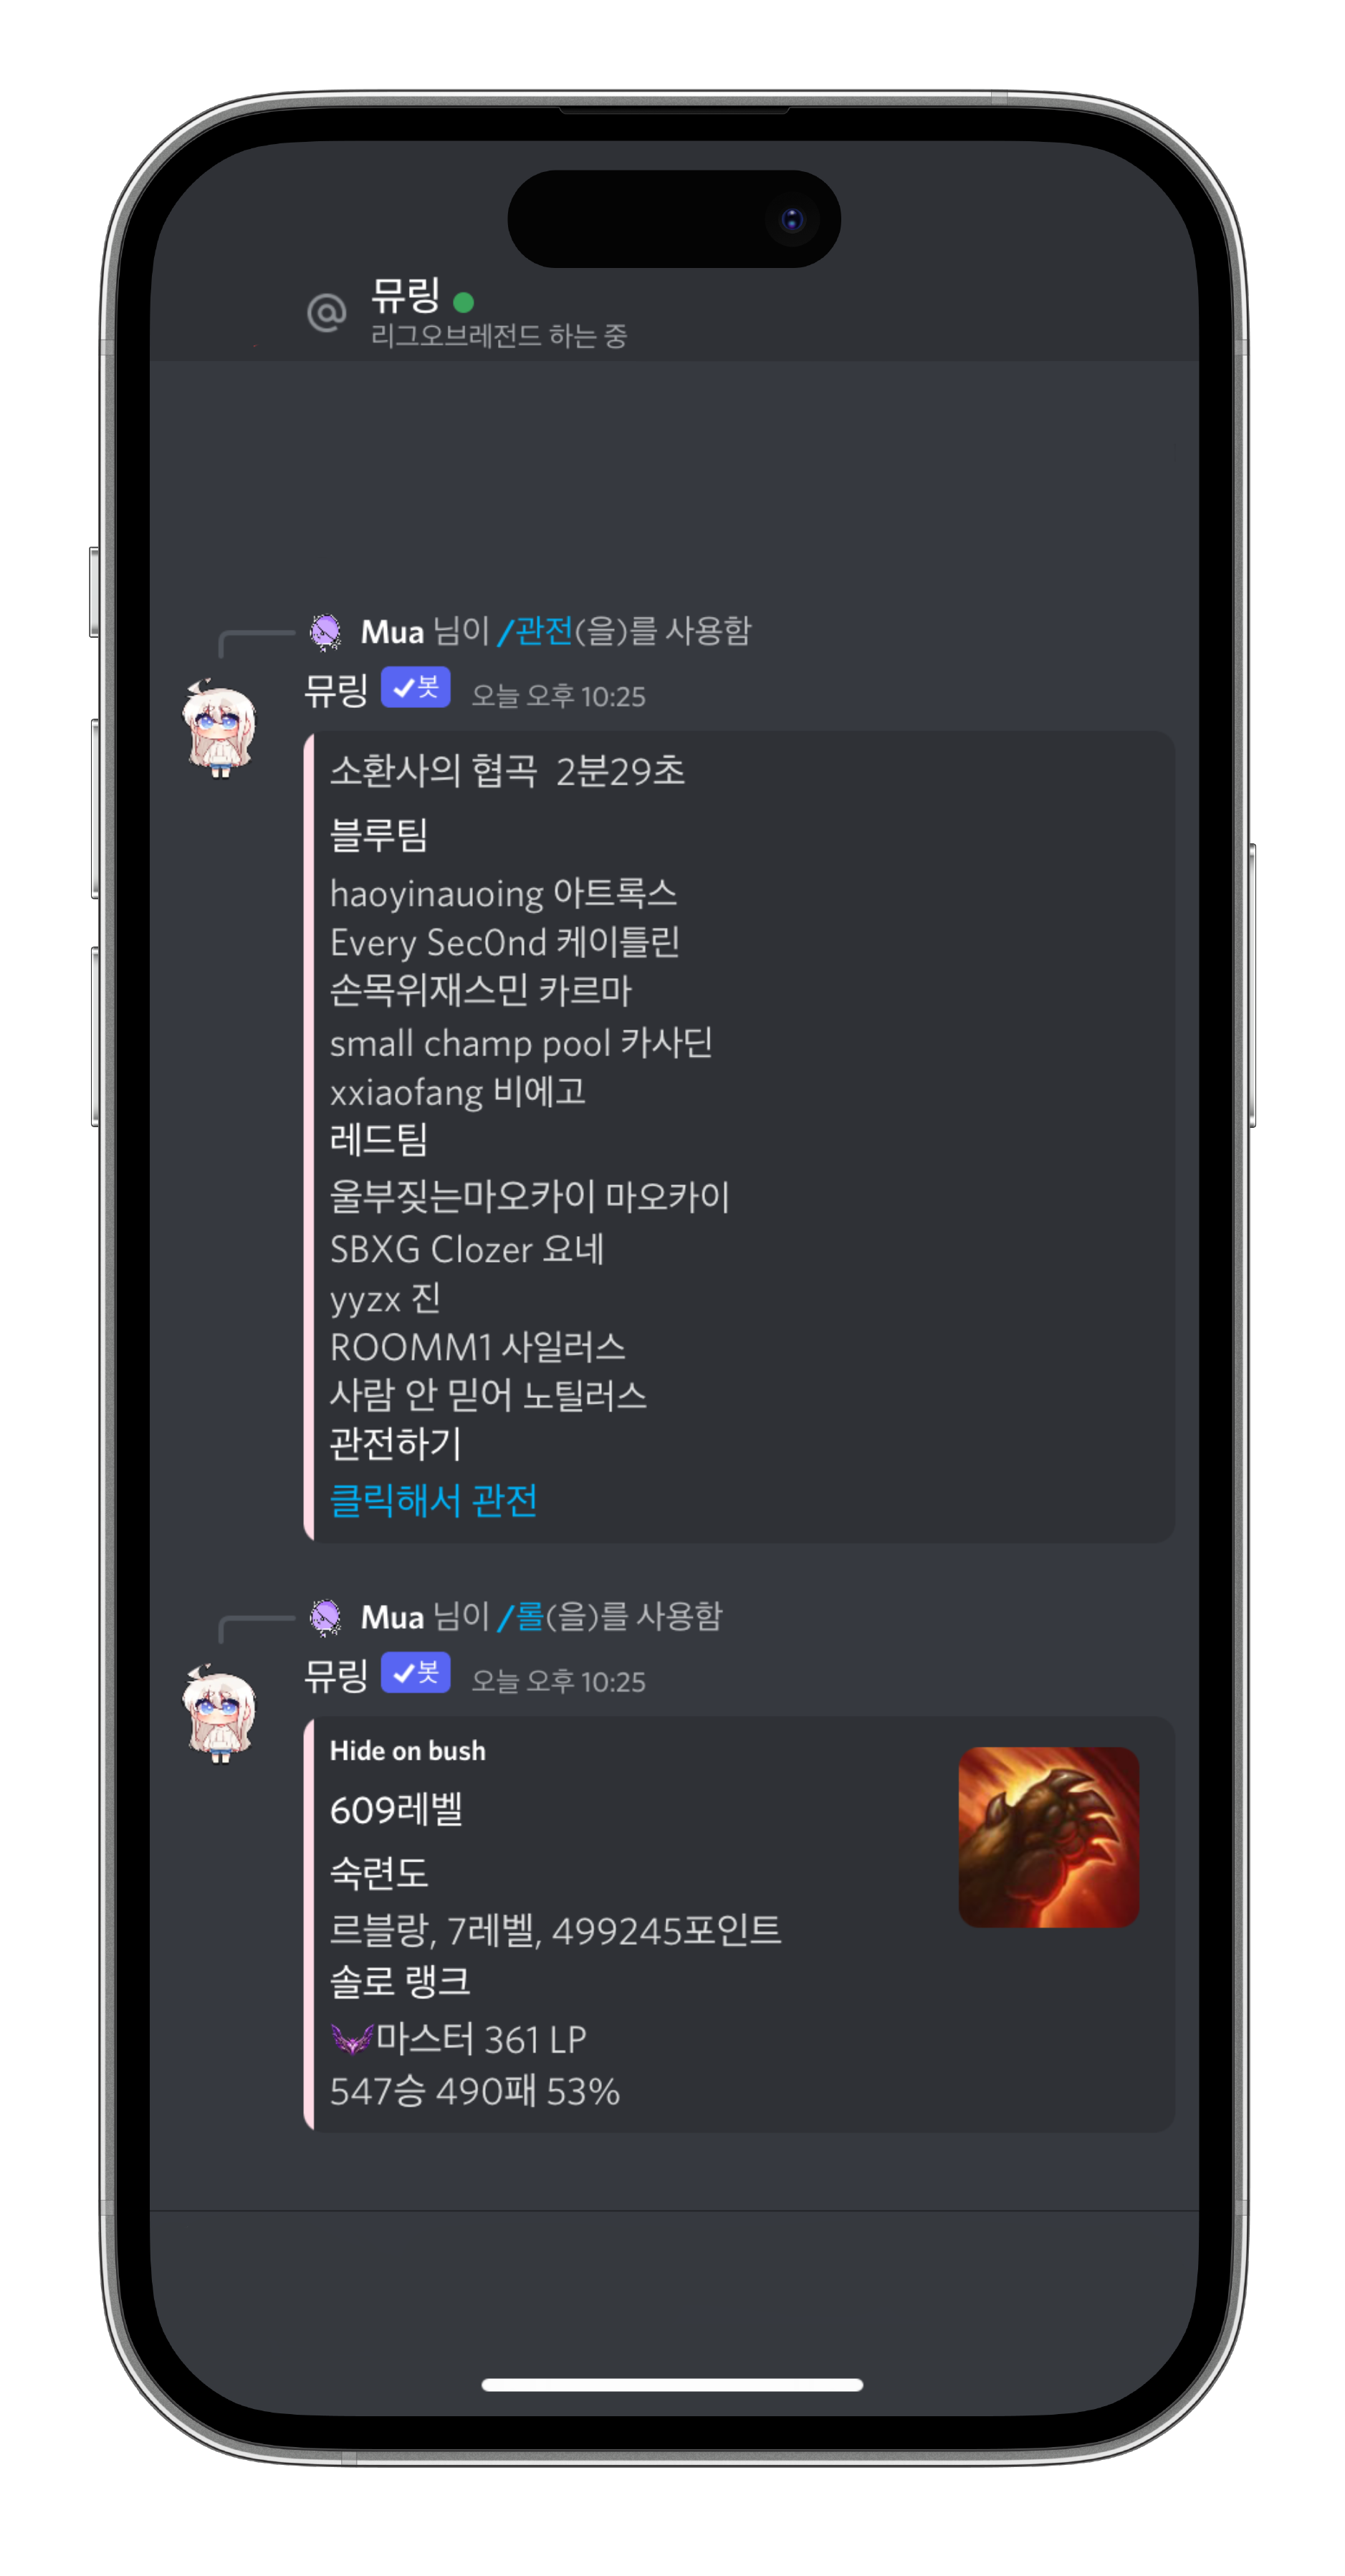 @ 뮤링
리그오브레전드 하는 중
Mua 님이 /관전(을)를 사용함
뮤링 ✓봇 오늘 오후 10:25
소환사의 협곡 2분29초
블루팀
haoyinauoing 아트록스
Every Sec0nd 케이틀린
손목위재스민 카르마
small champ pool 카사딘
xxiaofang 비에고
레드팀
울부짖는마오카이 마오카이
SBXG Clozer 요네
yyzx 진
ROOMM1 사일러스
사람 안 믿어 노틸러스
관전하기
클릭해서 관전
Mua 님이 /롤(을)를 사용함
뮤링 ✓봇 오늘 오후 10:25
Hide on bush
609레벨
숙련도
르블랑, 7레벨, 499245포인트
솔로 랭크
마스터 361 LP
547승 490패 53%